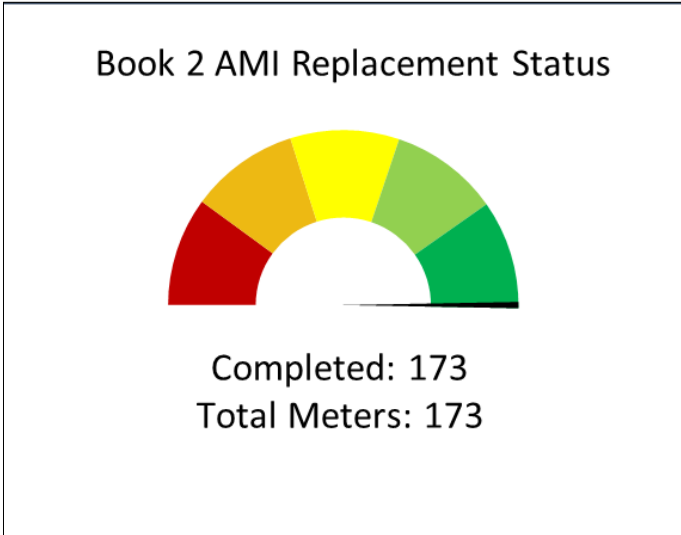 Book 2 AMI Replacement Status
Completed: 173
Total Meters: 173